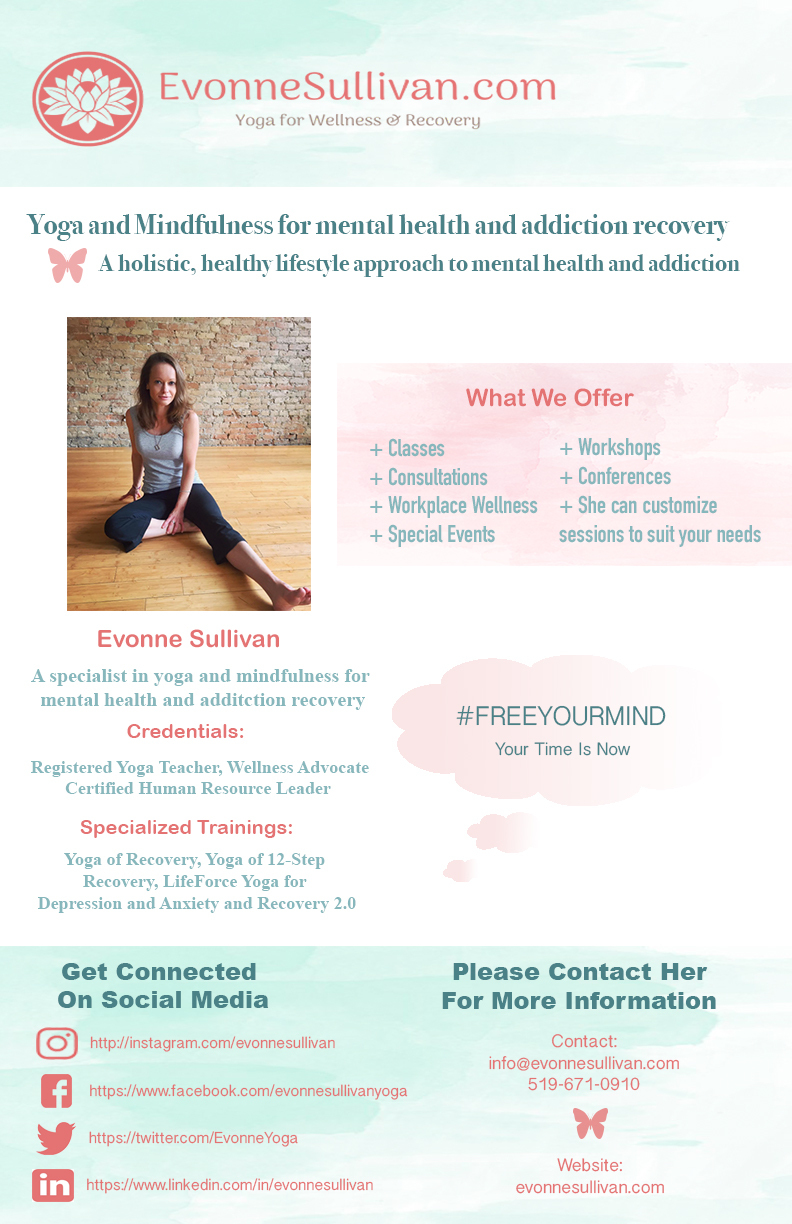 EvonneSullivan.com
Yoga for Wellness & Recovery
Yoga and Mindfulness for mental health and addiction recovery
A holistic, healthy lifestyle approach to mental health and addiction
What We Offer
+ Classes
+ Consultations
+ Workplace Wellness
+ Special Events
+ Workshops
+ Conferences
+ She can customize
sessions to suit your needs
Evonne Sullivan
A specialist in yoga and mindfulness for
mental health and additction recovery
Credentials:
Registered Yoga Teacher, Wellness Advocate
Certified Human Resource Leader
Specialized Trainings:
Yoga of Recovery, Yoga of 12-Step
Recovery, LifeForce Yoga for
Depression and Anxiety and Recovery 2.0
#FREEYOURMIND
Your Time Is Now
Get Connected
On Social Media
http://instagram.com/evonnesullivan
https://www.facebook.com/evonnesullivanyoga
https://twitter.com/EvonneYoga
in
https://www.linkedin.com/in/evonnesullivan
Please Contact Her
For More Information
Contact:
info@evonnesullivan.com
519-671-0910
Website:
evonnesullivan.com